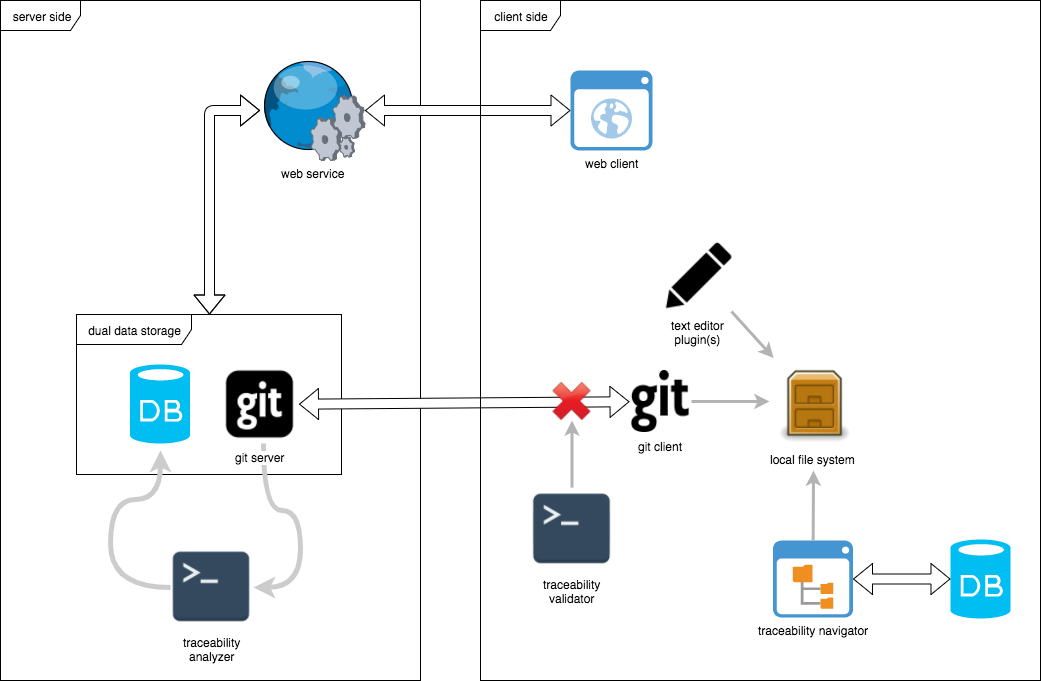 server side
client side
web service
web client
text editor
plugin(s)
dual data storage
DB
git
git server
git
git client
local file system
>_
traceability
analyzer
>_
traceability
validator
traceability navigator
DB